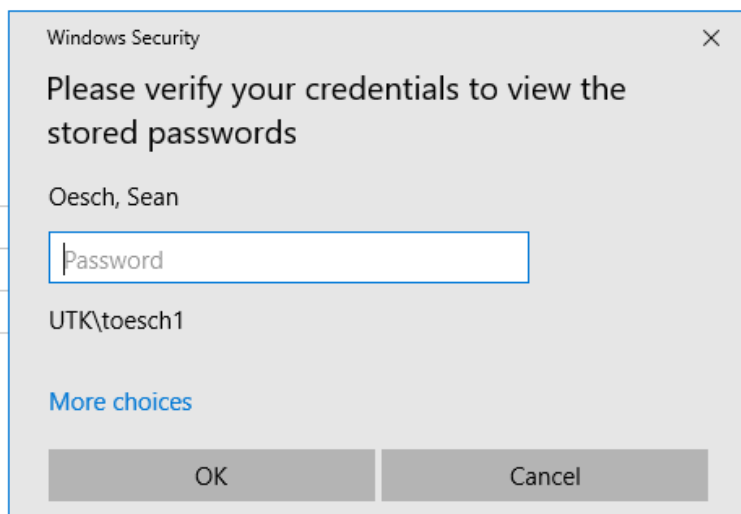 Windows Security
Please verify your credentials to view the
stored passwords
Oesch, Sean
Password
UTK\toesch1
More choices
OK
Cancel